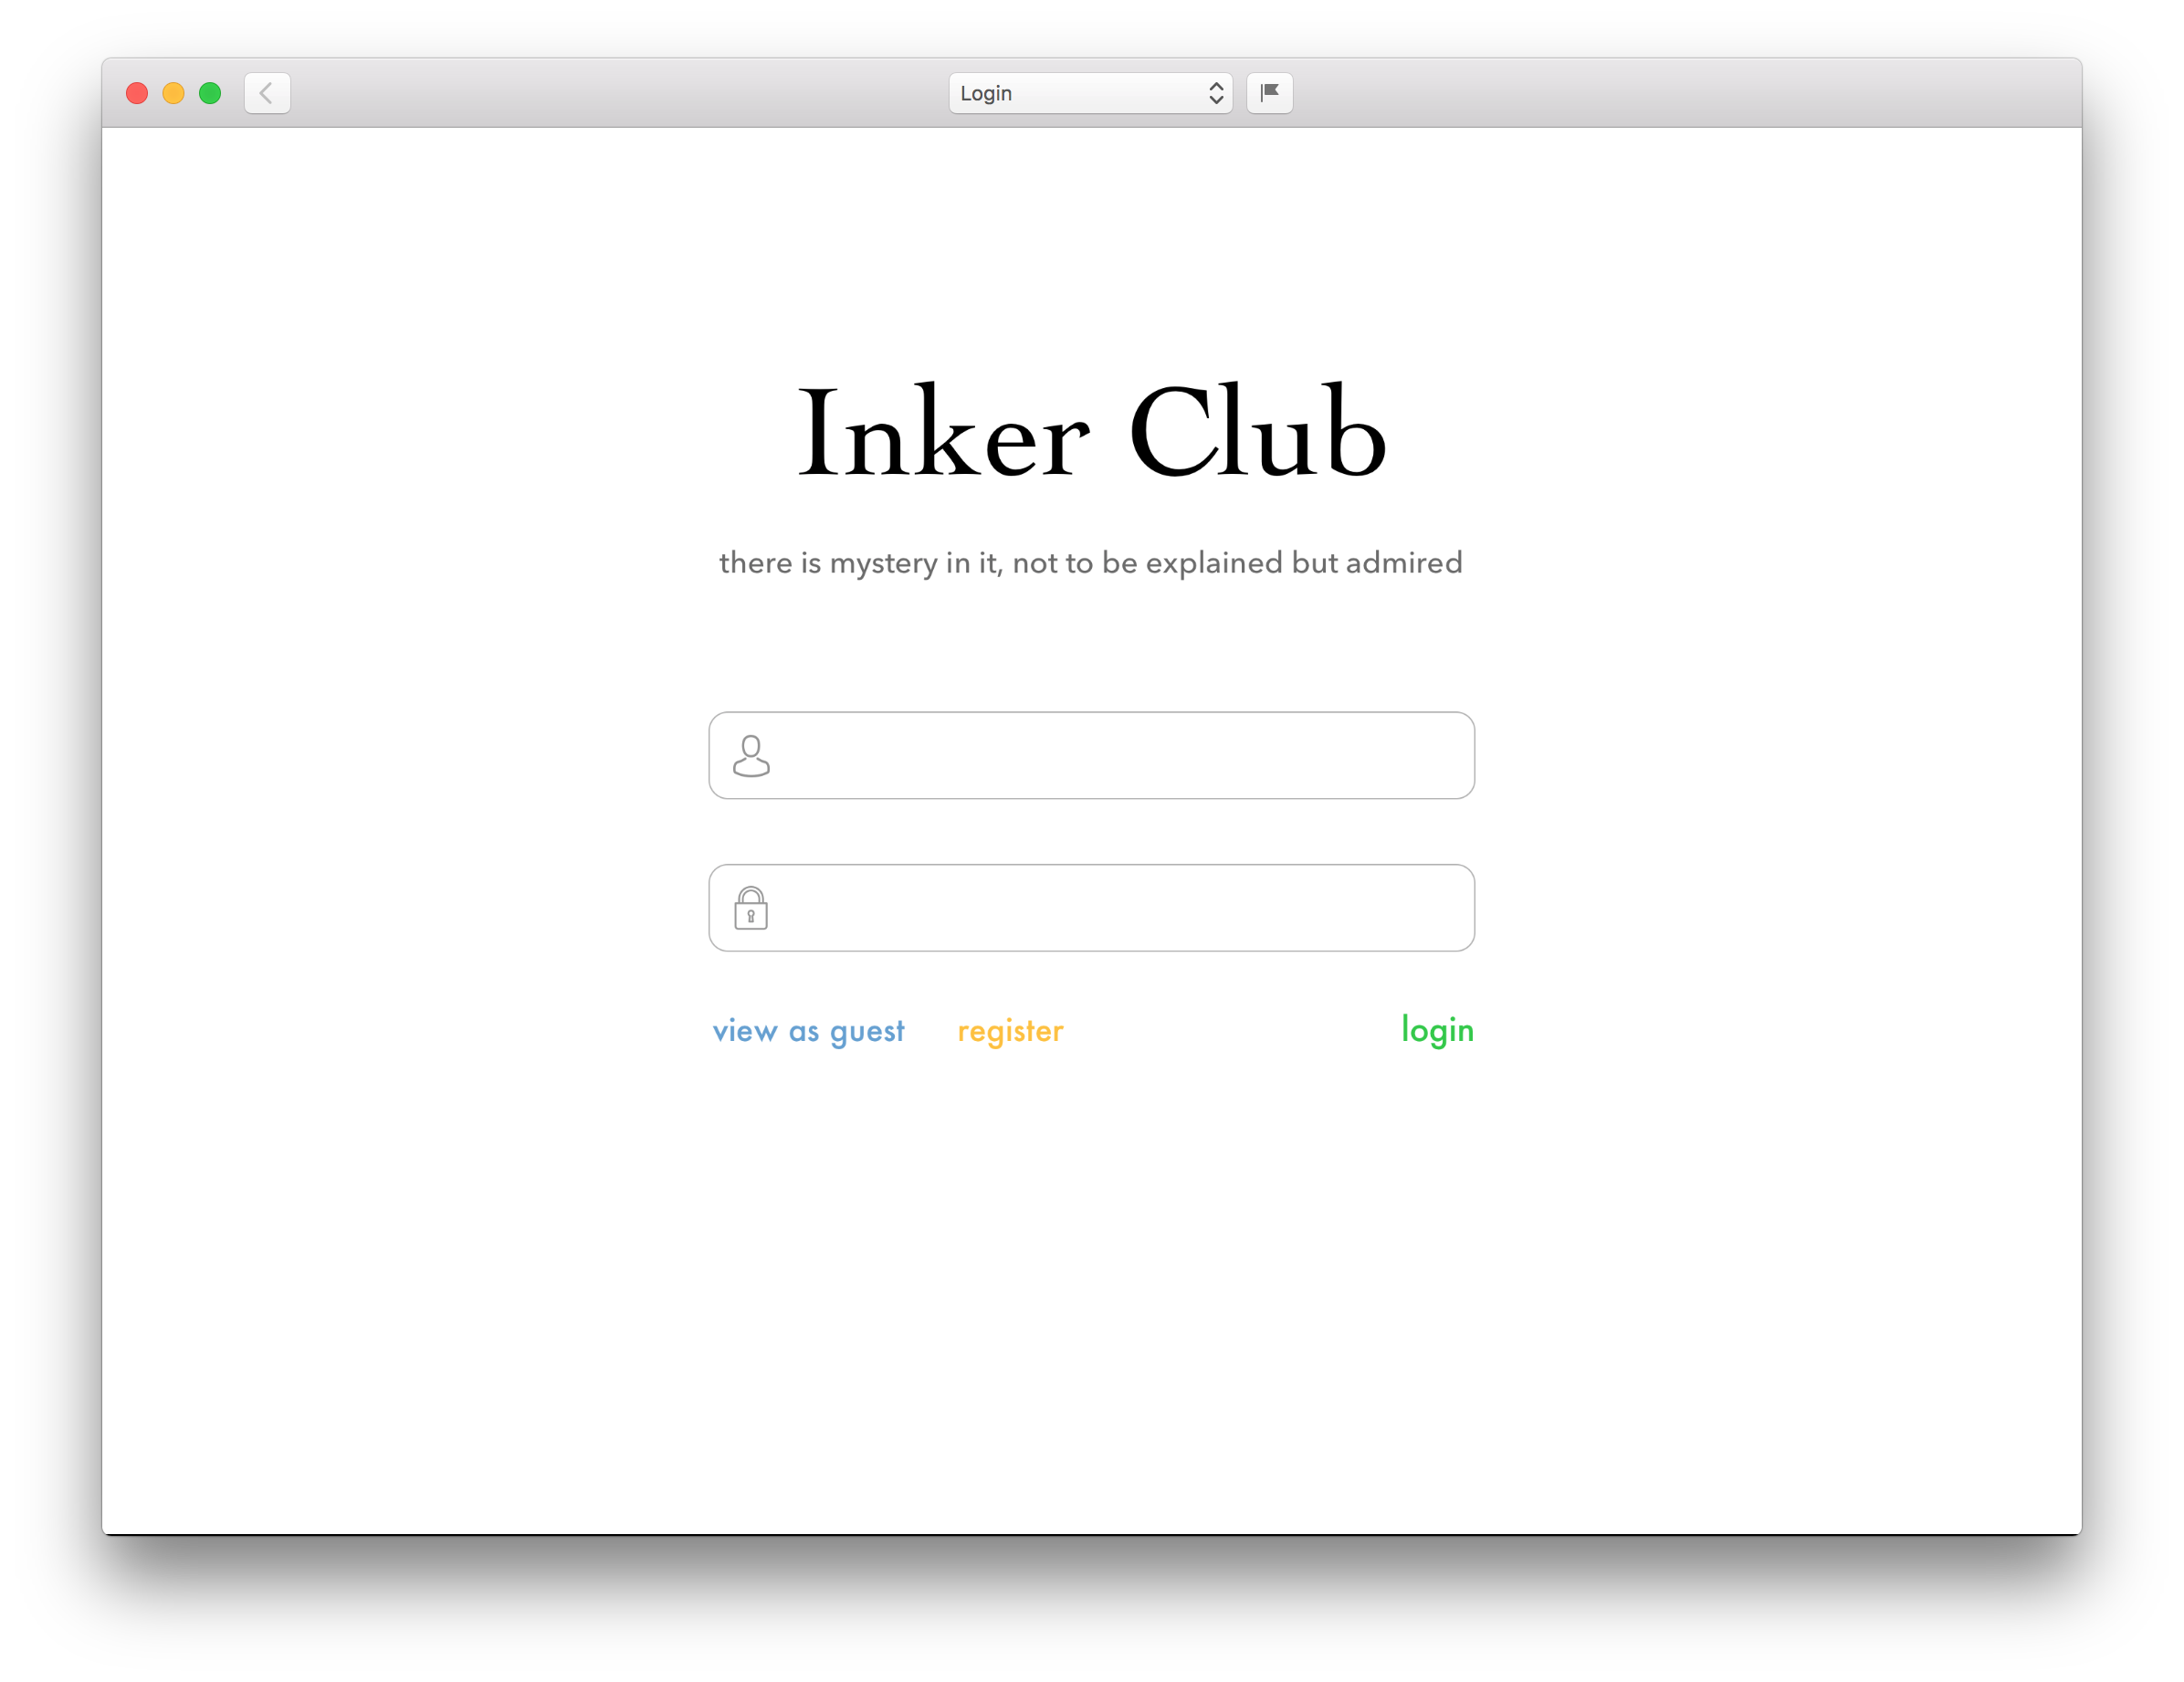 Login
Inker Club
there is mystery in it, not to be explained but admired
view as guest register login